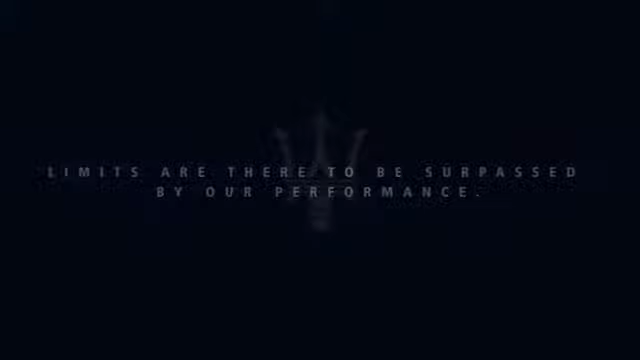 LIMITS ARE THERE TO BE SURPASSED
BY OUR PERFORMANCE.